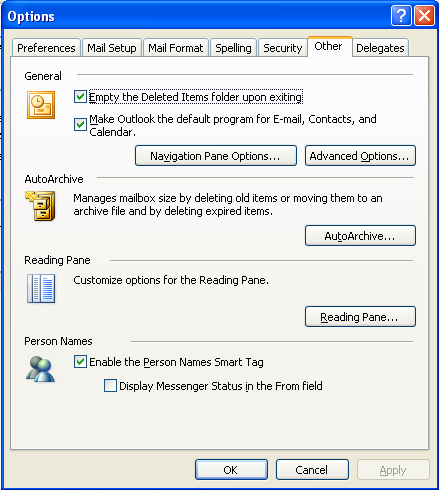 Options
Preferences Mail Setup Mail Format Spelling Security Other Delegates
General
Empty the Deleted Items folder upon exiting
Make Outlook the default program for E-mail, Contacts, and
Calendar.
Navigation Pane Options... Advanced Options...
AutoArchive
Manages mailbox size by deleting old items or moving them to an
archive file and by deleting expired items.
AutoArchive...
Reading Pane
Customize options for the Reading Pane.
Reading Pane...
Person Names
Enable the Person Names Smart Tag
Display Messenger Status in the From field
OK Cancel Apply